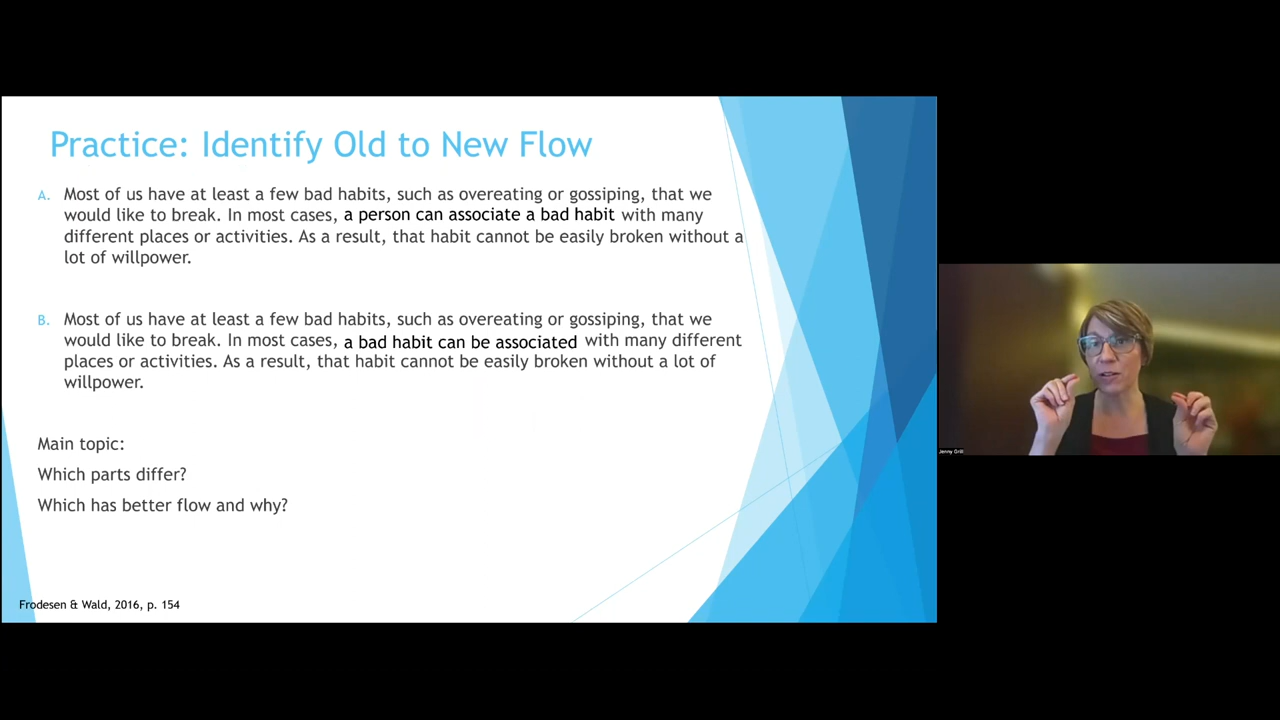 Practice: Identify Old to New Flow
A. Most of us have at least a few bad habits, such as overeating or gossiping, that we
would like to break. In most cases, a person can associate a bad habit with many
different places or activities. As a result, that habit cannot be easily broken without a
lot of willpower.
B. Most of us have at least a few bad habits, such as overeating or gossiping, that we
would like to break. In most cases, a bad habit can be associated with many different
places or activities. As a result, that habit cannot be easily broken without a lot of
willpower.
Main topic:
Which parts differ?
Which has better flow and why?
Frodesen & Wald, 2016, p. 154
Jenny Grill